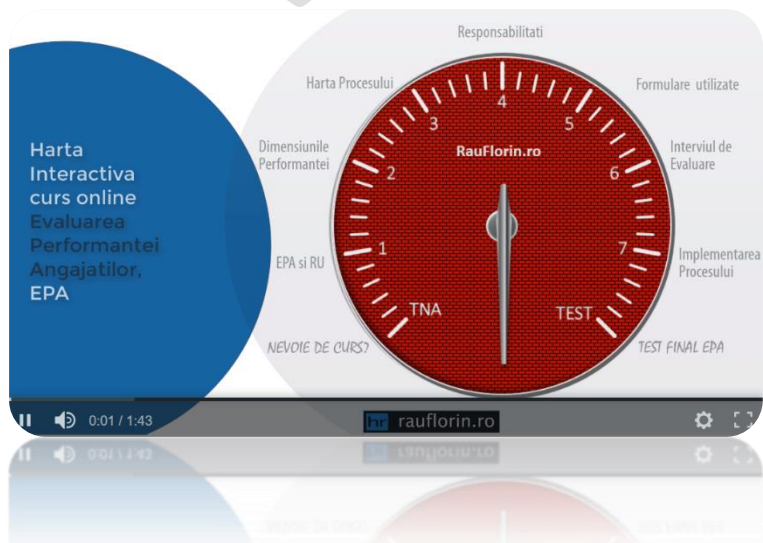 Harta
Interactiva
curs online
Evaluarea
Performantei
Angajatilor,
EPA
Responsabilitati
Harta Procesului
Formulare utilizate
Dimensiunile
Performantei
Interviul de
Evaluare
EPA si RU
Implementarea
Procesului
NEVOIE DE CURS?
TEST FINAL EPA
RauFlorin.ro
TNA
1
2
3
4
5
6
7
TEST
0:01 / 1:43
hr rauflorin.ro